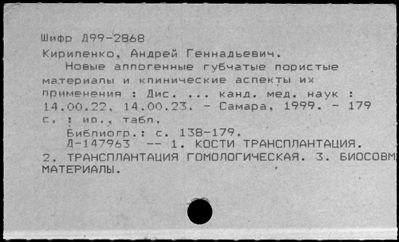 Шифр Д99-2868
Кириленко, Андрей Геннадьевич.
Новые аллогенные губчатые пористые
материалы и клинические аспекты их
применения : Дис. ... канд. мед. наук :
14.00.22, 14.00.23. - Самара, 1999. - 179
с. : ил., табл.
Библиогр.: с. 138-179.
Д-147963 -- 1. КОСТИ ТРАНСПЛАНТАЦИЯ.
2. ТРАНСПЛАНТАЦИЯ ГОМОЛОГИЧЕСКАЯ. 3. БИОСОВМ
МАТЕРИАЛЫ.